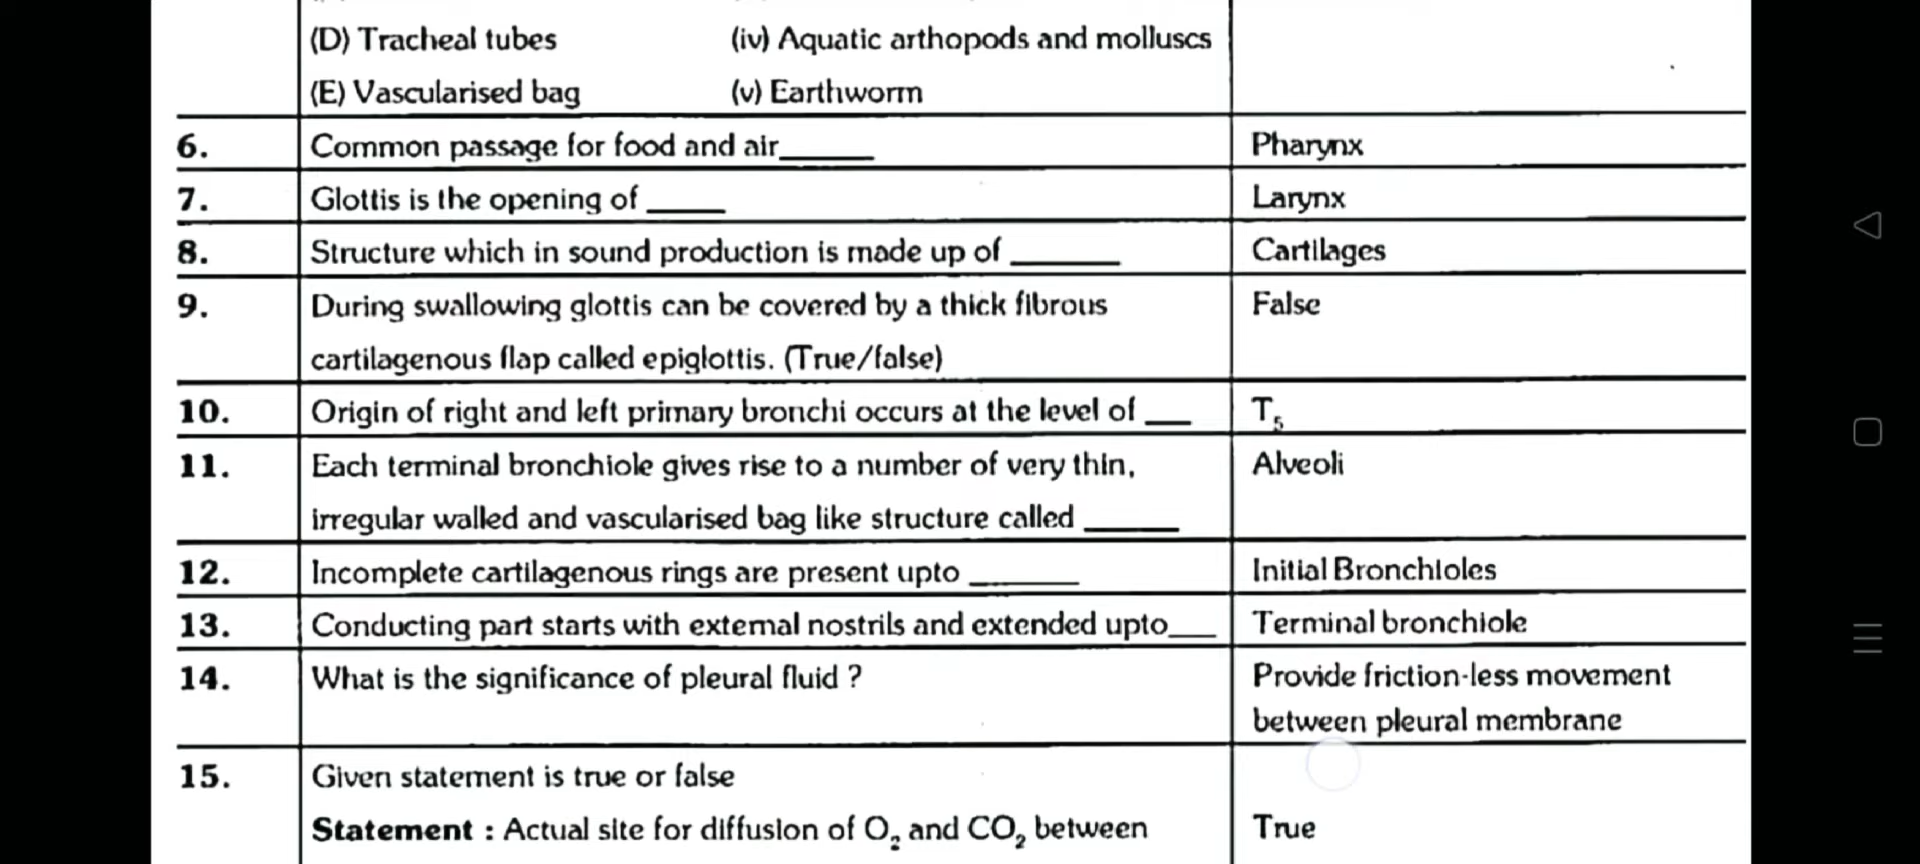 (D) Tracheal tubes (iv) Aquatic arthopods and molluscs
(E) Vascularised bag (v) Earthworm
6. Common passage for food and air_____ Pharynx
7. Glottis is the opening of _____ Larynx
8. Structure which in sound production is made up of ______ Cartilages
9. During swallowing glottis can be covered by a thick fibrous False
cartilagenous flap called epiglottis. (True/false)
10. Origin of right and left primary bronchi occurs at the level of ___ T₅
11. Each terminal bronchiole gives rise to a number of very thin, Alveoli
irregular walled and vascularised bag like structure called _____
12. Incomplete cartilagenous rings are present upto ______ Initial Bronchioles
13. Conducting part starts with external nostrils and extended upto___ Terminal bronchiole
14. What is the significance of pleural fluid ? Provide friction-less movement
between pleural membrane
15. Given statement is true or false
Statement : Actual site for diffusion of O₂ and CO₂ between True